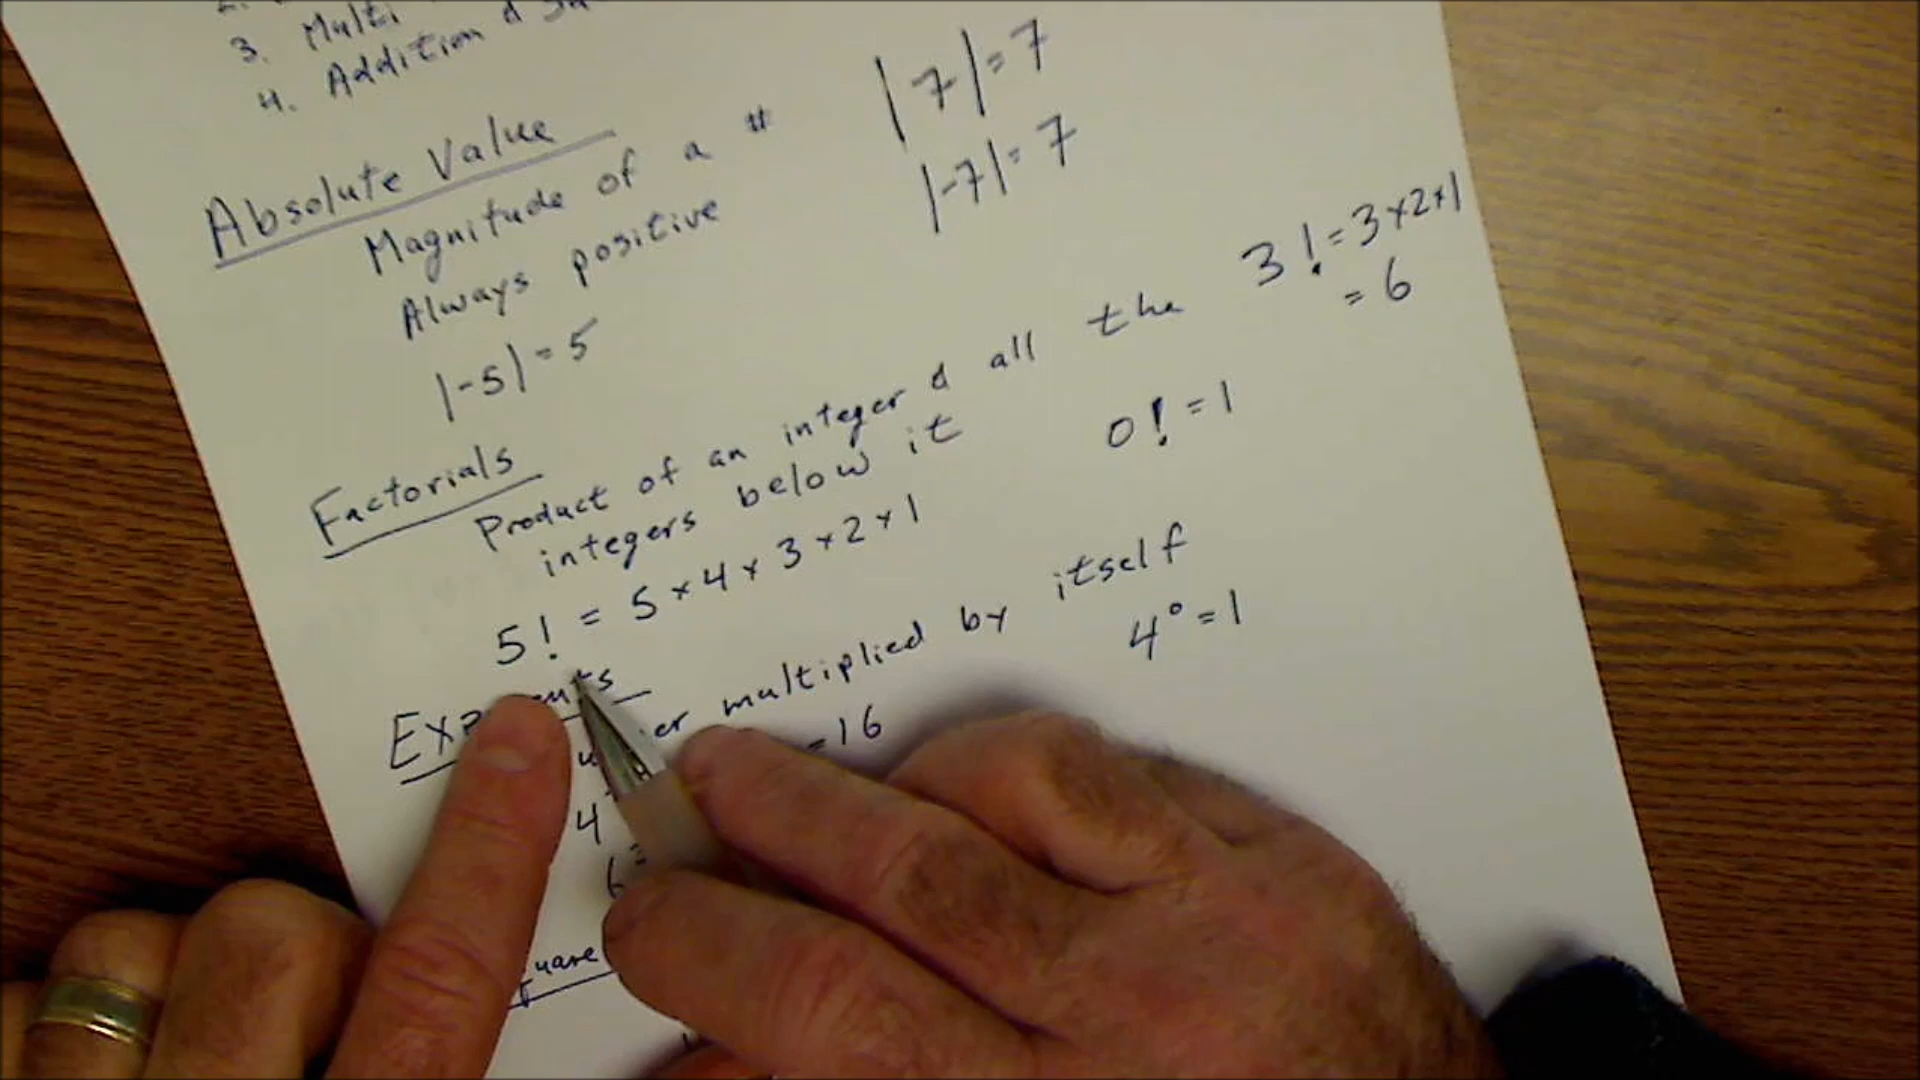 3. Multi
4. Addition &
Absolute Value
Magnitude of a #
Always positive
|-5| = 5
|7| = 7
|-7| = 7
Factorials
Product of an integer & all the
integers below it
5! = 5 x 4 x 3 x 2 x 1
3! = 3 x 2 x 1
= 6
0! = 1
multiplied by itself
4
= 16
4⁰ = 1
6